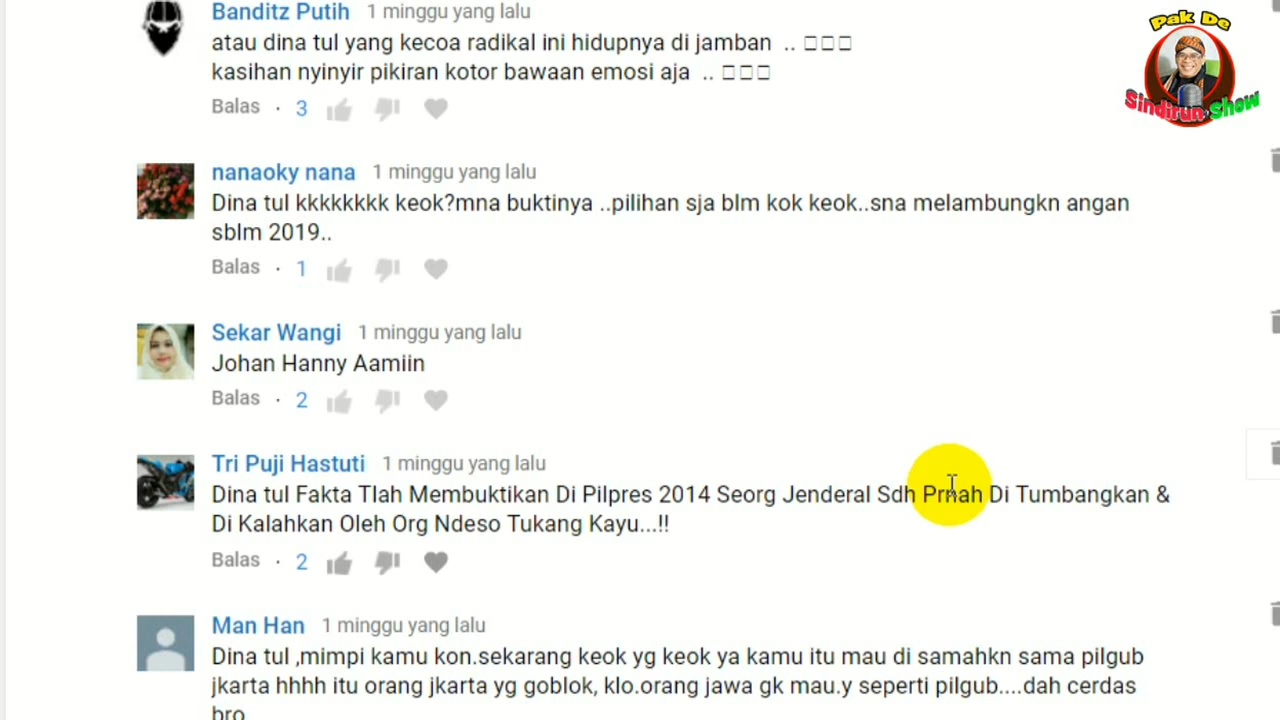 Banditz Putih 1 minggu yang lalu
atau dina tul yang kecoa radikal ini hidupnya di jamban .. □□□
kasihan nyinyir pikiran kotor bawaan emosi aja .. □□□
Balas · 3
nanaoky nana 1 minggu yang lalu
Dina tul kkkkkkkk keok?mna buktinya ..pilihan sja blm kok keok..sna melambungkn angan
sblm 2019..
Balas · 1
Sekar Wangi 1 minggu yang lalu
Johan Hanny Aamiin
Balas · 2
Tri Puji Hastuti 1 minggu yang lalu
Dina tul Fakta Tlah Membuktikan Di Pilpres 2014 Seorg Jenderal Sdh Prnah Di Tumbangkan &
Di Kalahkan Oleh Org Ndeso Tukang Kayu...!!
Balas · 2
Man Han 1 minggu yang lalu
Dina tul ,mimpi kamu kon.sekarang keok yg keok ya kamu itu mau di samahkn sama pilgub
jkarta hhhh itu orang jkarta yg goblok, klo.orang jawa gk mau.y seperti pilgub....dah cerdas
bro
Pak De
Sindirun Show